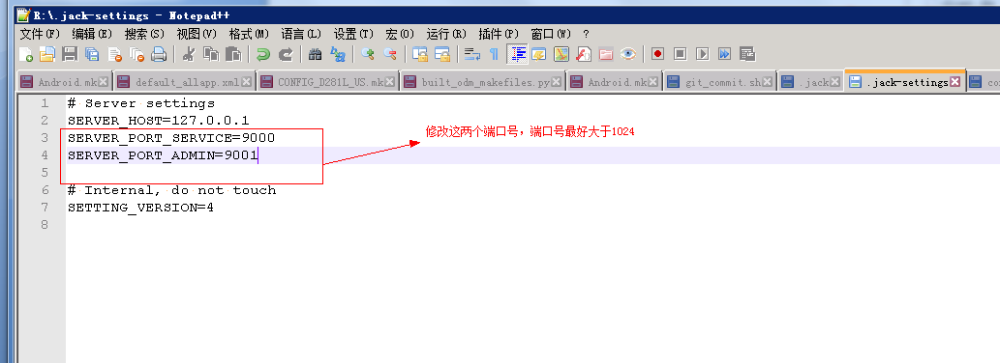 R:\.jack-settings - Notepad++
文件(F) 编辑(E) 搜索(S) 视图(V) 格式(M) 语言(L) 设置(T) 宏(O) 运行(R) 插件(P) 窗口(W) ?
Android.mk default_allapp.xml CONFIG_D281L_US.mk built_odm_makefiles.py Android.mk git_commit.sh .jack .jack-settings co
1 # Server settings
2 SERVER_HOST=127.0.0.1
3 SERVER_PORT_SERVICE=9000
修改这两个端口号，端口号最好大于1024
4 SERVER_PORT_ADMIN=9001
5
6 # Internal, do not touch
7 SETTING_VERSION=4
8